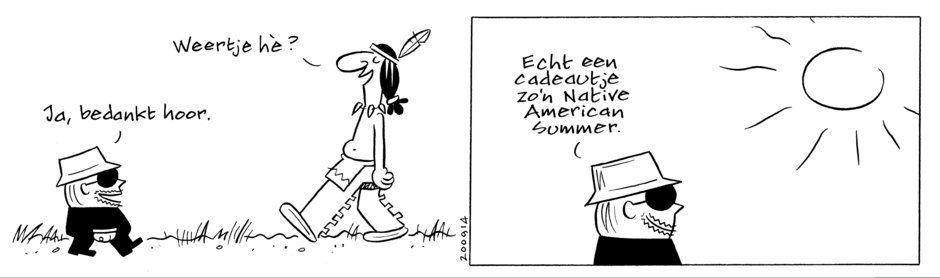 Weertje hè?
Ja, bedankt hoor.
Echt een
cadeautje
zo'n Native
American
Summer.
200914